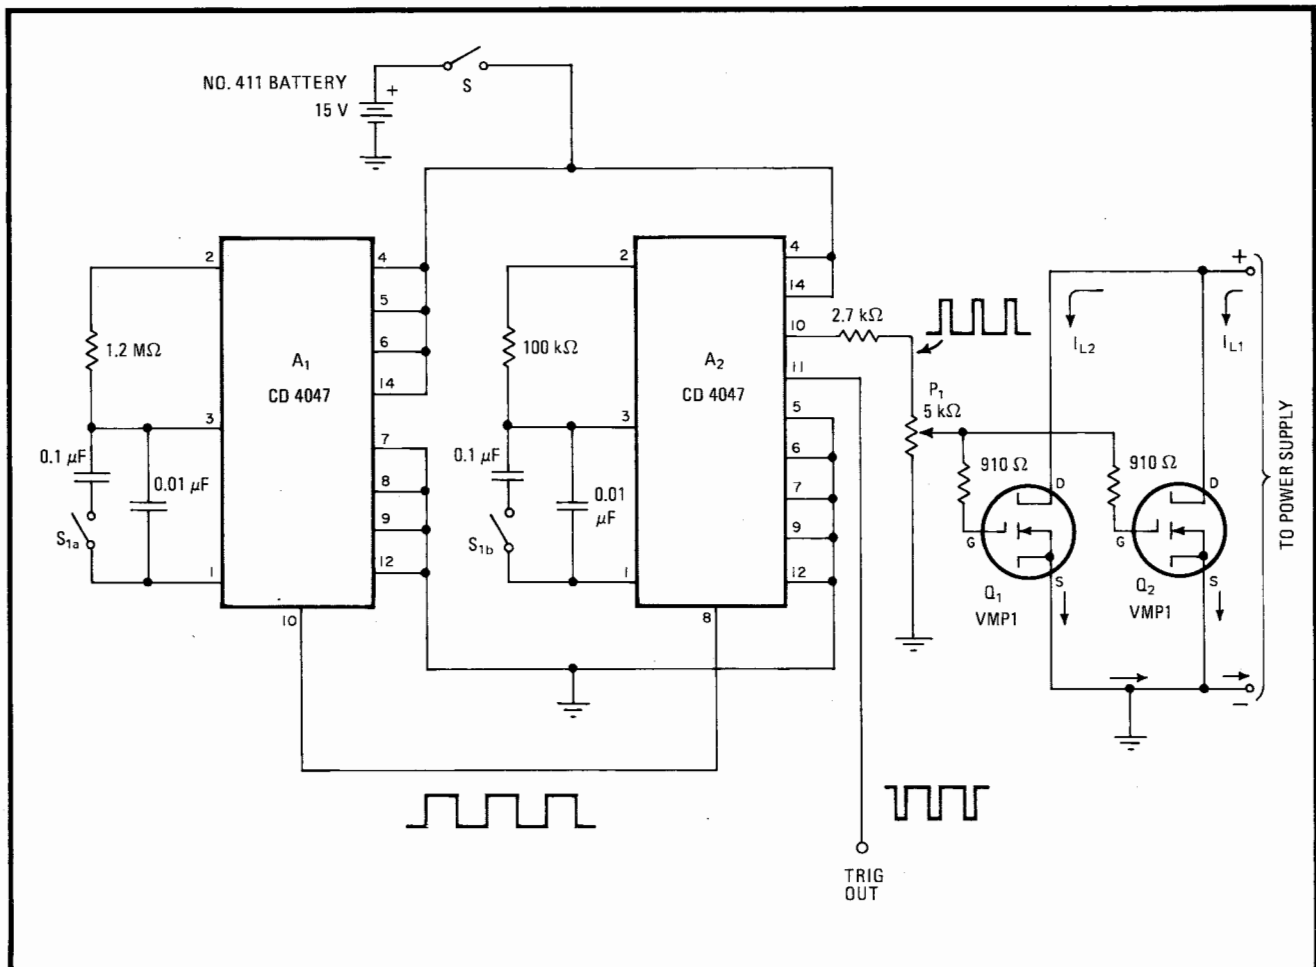 NO. 411 BATTERY
15 V
+
S
2
4
5
6
14
1.2 MΩ
A1
CD 4047
3
7
8
9
12
0.1 μF
0.01 μF
S1a
1
10
2
4
14
10
11
100 kΩ
A2
CD 4047
3
5
6
7
9
12
0.1 μF
0.01
μF
S1b
1
8
2.7 kΩ
P1
5 kΩ
910 Ω
910 Ω
D
G
S
Q1
VMP1
D
G
S
Q2
VMP1
IL2
IL1
+
−
TO POWER SUPPLY
TRIG
OUT